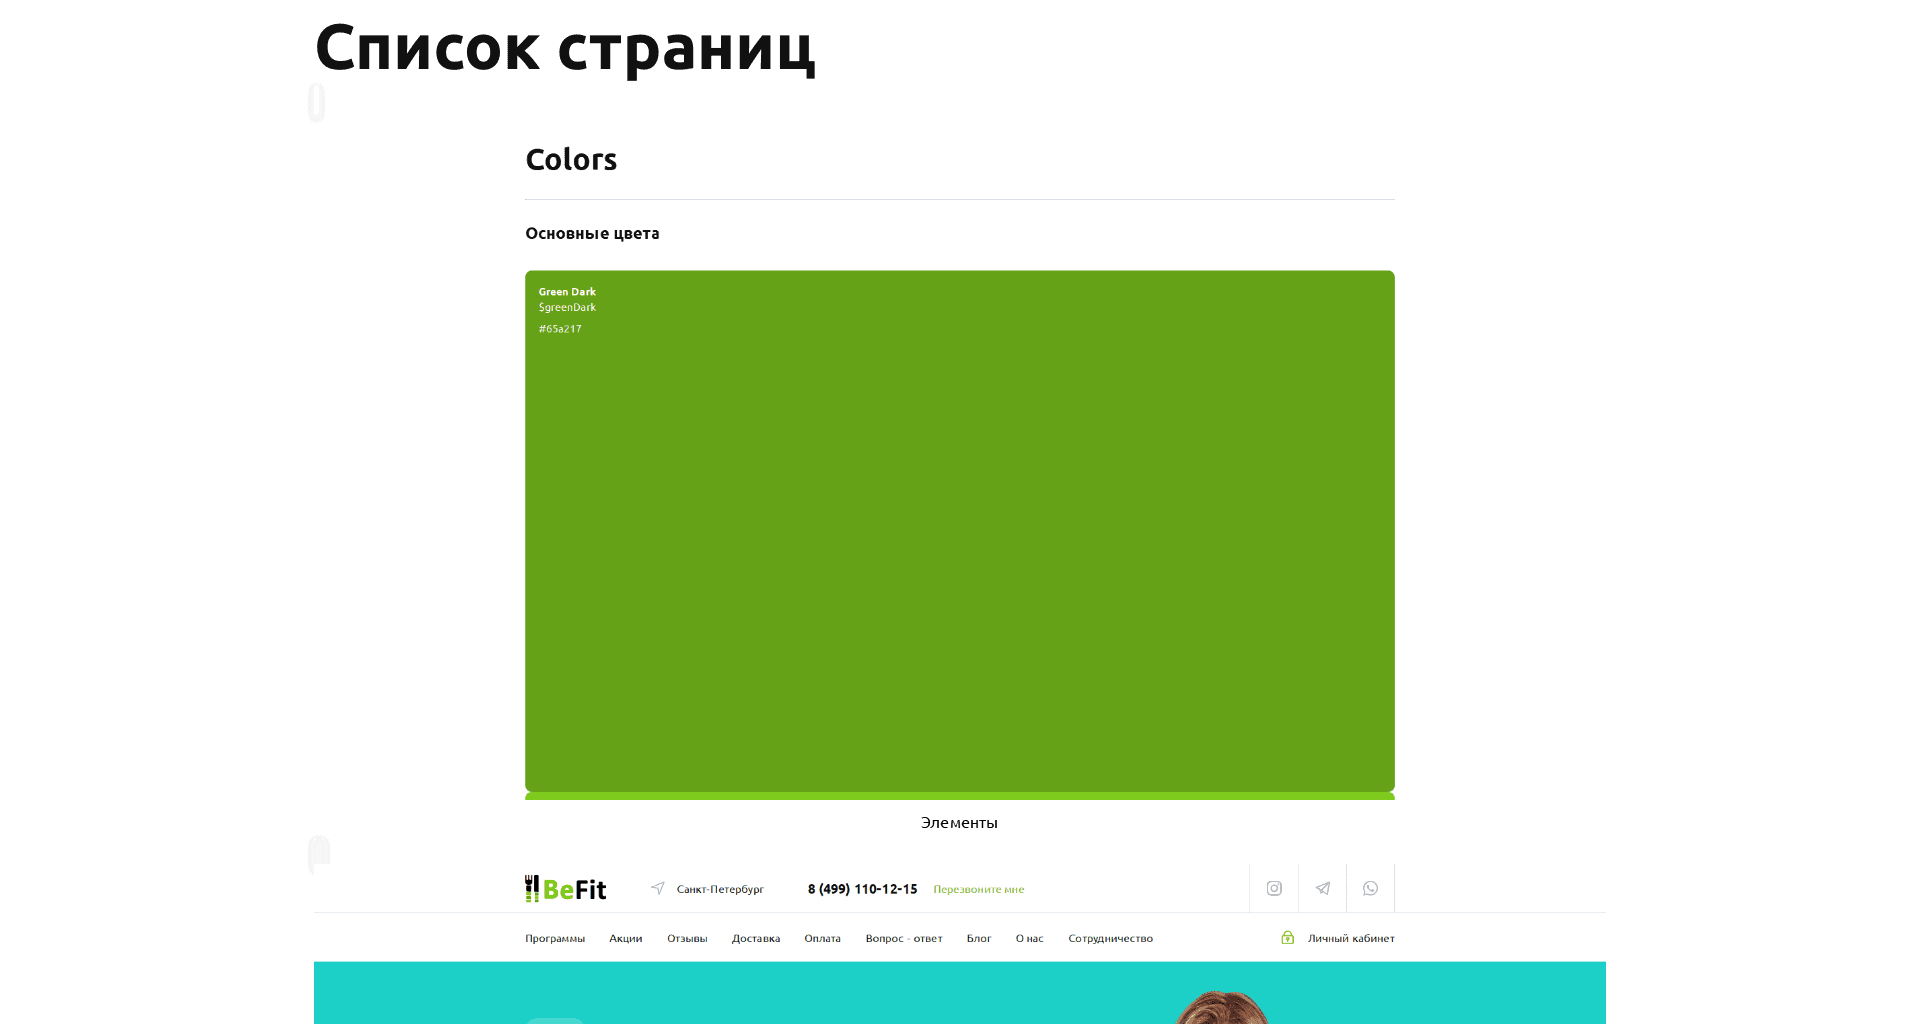 Список страниц
0
Colors
Основные цвета
Green Dark
$greenDark
#65a217
Элементы
BeFit
Санкт-Петербург
8 (499) 110-12-15
Перезвоните мне
Программы
Акции
Отзывы
Доставка
Оплата
Вопрос - ответ
Блог
О нас
Сотрудничество
Личный кабинет